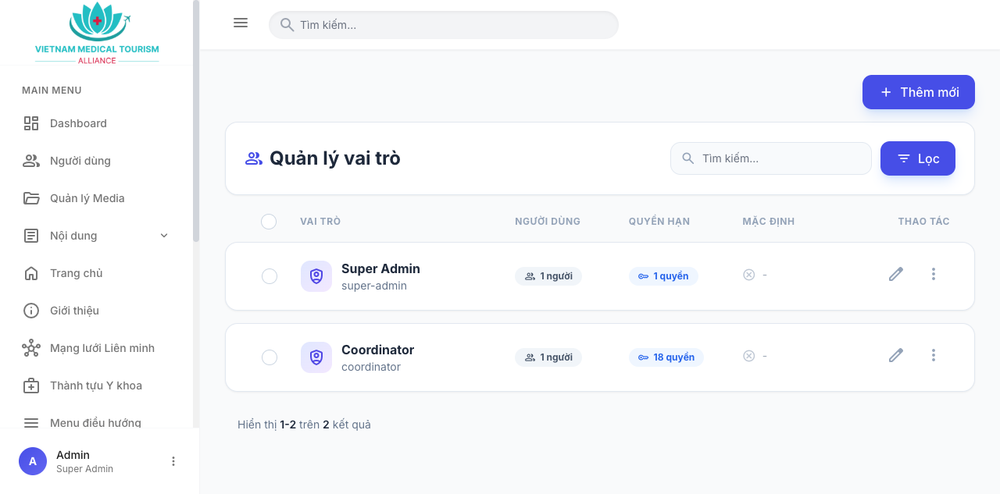 VIETNAM MEDICAL TOURISM
ALLIANCE
MAIN MENU
Dashboard
Người dùng
Quản lý Media
Nội dung
Trang chủ
Giới thiệu
Mạng lưới Liên minh
Thành tựu Y khoa
Menu điều hướng
A
Admin
Super Admin
Tìm kiếm...
Thêm mới
Quản lý vai trò
Tìm kiếm...
Lọc
VAI TRÒ NGƯỜI DÙNG QUYỀN HẠN MẶC ĐỊNH THAO TÁC
Super Admin
super-admin
1 người
1 quyền
-
Coordinator
coordinator
1 người
18 quyền
-
Hiển thị 1-2 trên 2 kết quả